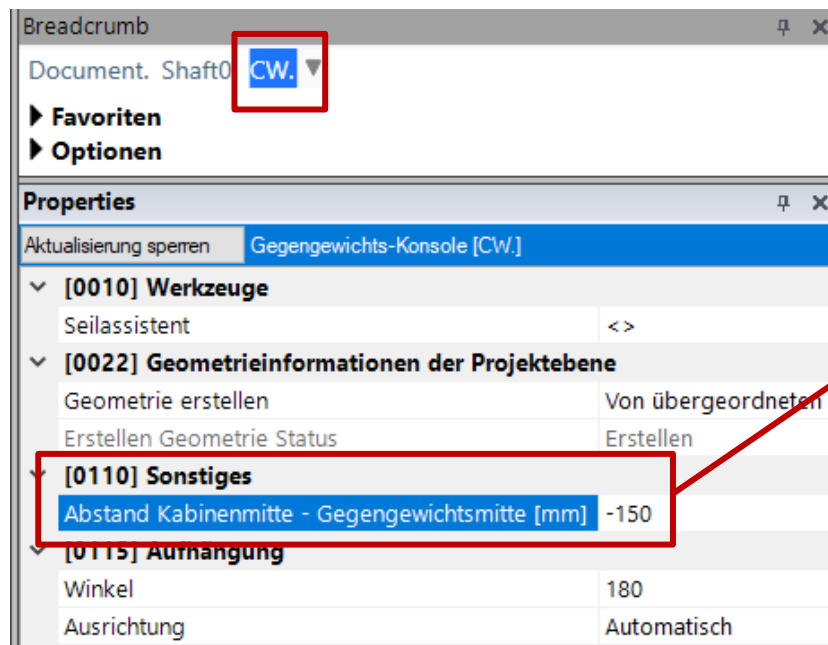 Breadcrumb
Document. Shaft0 CW.
Favoriten
Optionen
Properties
Aktualisierung sperren Gegengewichts-Konsole [CW.]
[0010] Werkzeuge
Seilassistent <>
[0022] Geometrieinformationen der Projektebene
Geometrie erstellen Von übergeordneten
Erstellen Geometrie Status Erstellen
[0110] Sonstiges
Abstand Kabinenmitte - Gegengewichtsmitte [mm] -150
[0115] Aufhängung
Winkel 180
Ausrichtung Automatisch